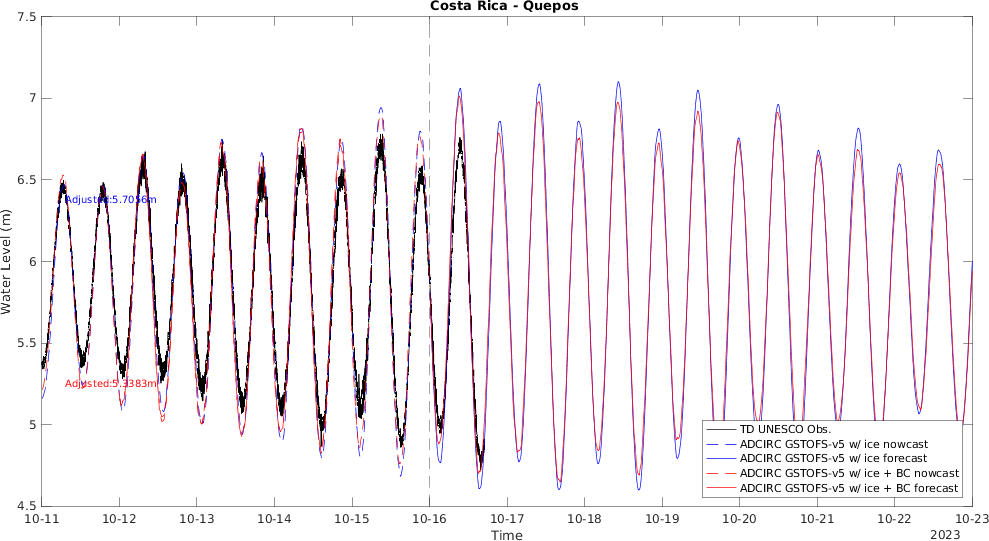 Costa Rica - Quepos
7.5
7
6.5
6
5.5
5
4.5
Water Level (m)
Adjusted:5.7056m
Adjusted:5.3383m
TD UNESCO Obs.
ADCIRC GSTOFS-v5 w/ ice nowcast
ADCIRC GSTOFS-v5 w/ ice forecast
ADCIRC GSTOFS-v5 w/ ice + BC nowcast
ADCIRC GSTOFS-v5 w/ ice + BC forecast
10-11 10-12 10-13 10-14 10-15 10-16 10-17 10-18 10-19 10-20 10-21 10-22 10-23
Time
2023